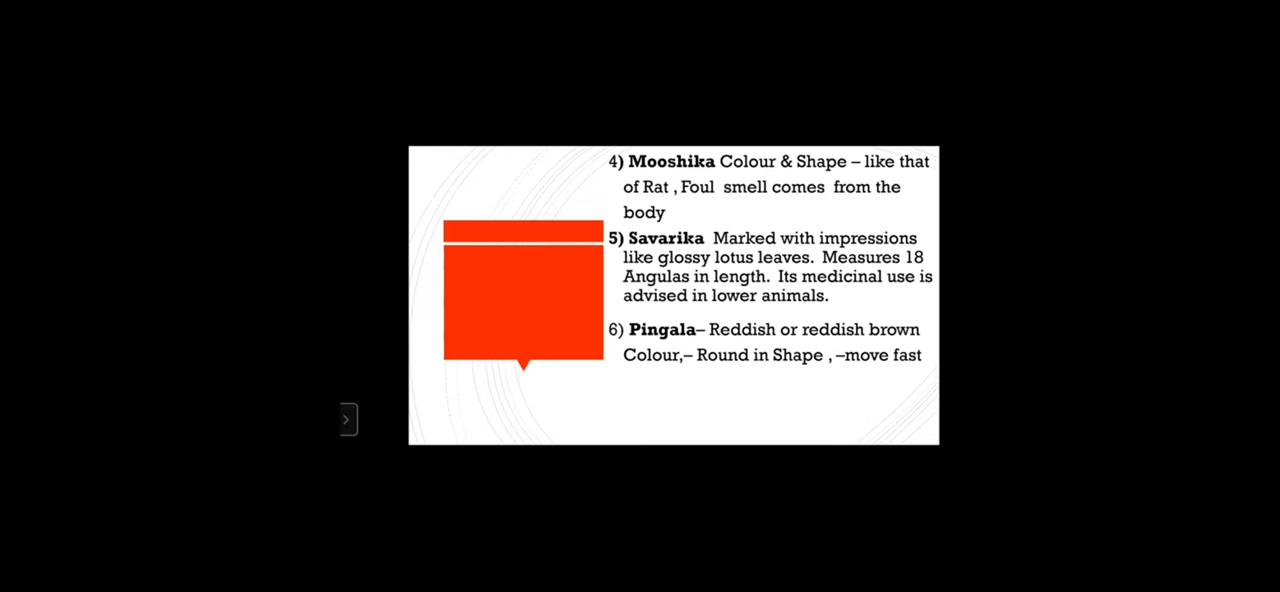 4) Mooshika Colour & Shape – like that
of Rat , Foul smell comes from the
body
5) Savarika Marked with impressions
like glossy lotus leaves. Measures 18
Angulas in length. Its medicinal use is
advised in lower animals.
6) Pingala– Reddish or reddish brown
Colour,– Round in Shape , –move fast